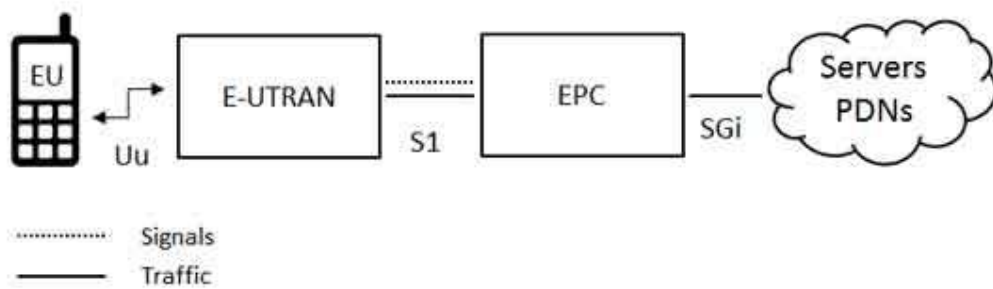 EU
Uu
E-UTRAN
S1
EPC
SGi
Servers
PDNs
Signals
Traffic